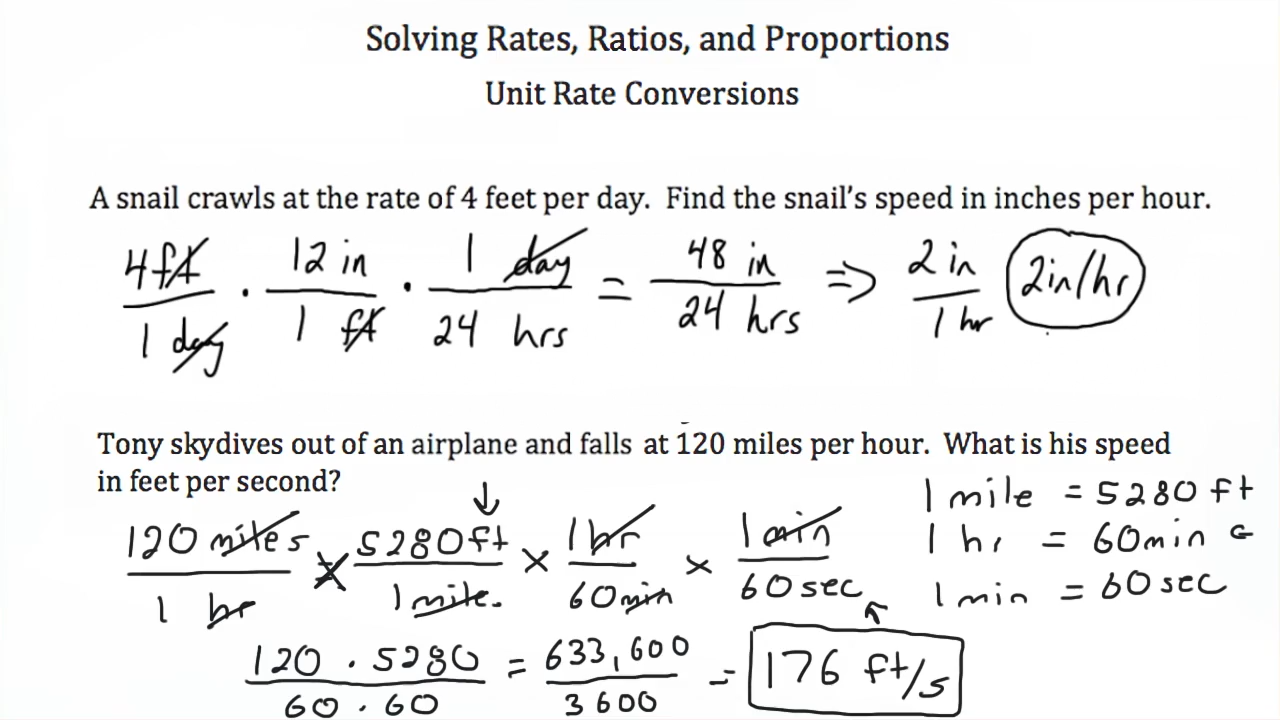 Solving Rates, Ratios, and Proportions
Unit Rate Conversions
A snail crawls at the rate of 4 feet per day. Find the snail's speed in inches per hour.
4 ft / 1 day · 12 in / 1 ft · 1 day / 24 hrs = 48 in / 24 hrs ⇒ 2 in / 1 hr 2in/hr
Tony skydives out of an airplane and falls at 120 miles per hour. What is his speed
in feet per second?
1 mile = 5280 ft
1 hr = 60min
1 min = 60 sec
120 miles / 1 hr × 5280 ft / 1 mile. × 1 hr / 60 min × 1 min / 60 sec
120 · 5280 / 60 · 60 = 633,600 / 3600 = 176 ft/s